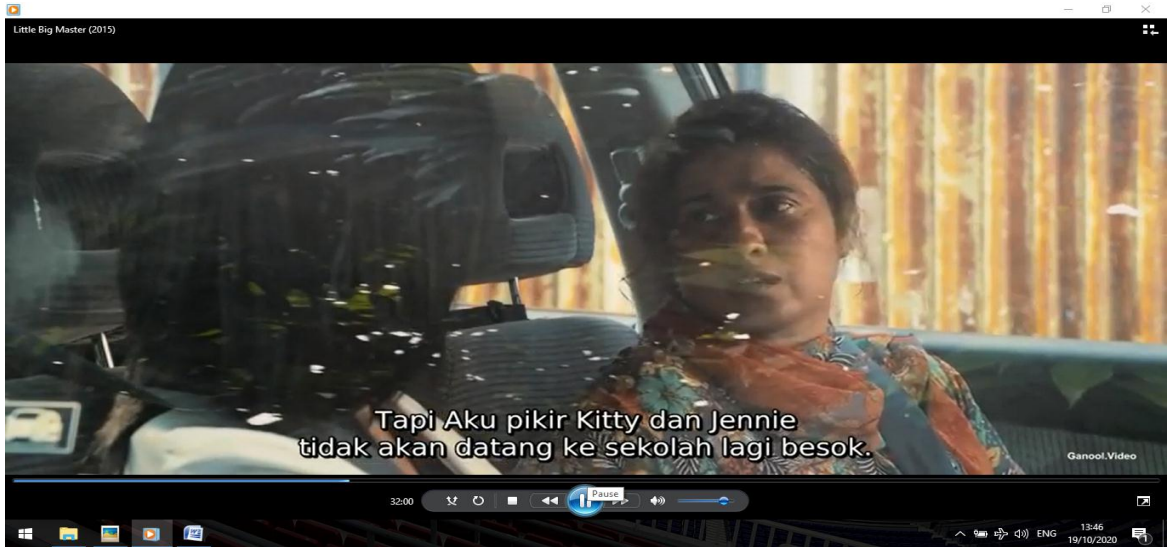 Little Big Master (2015)
Tapi Aku pikir Kitty dan Jennie
tidak akan datang ke sekolah lagi besok.
Ganool.Video
32:00
Pause
ENG
13:46
19/10/2020
1